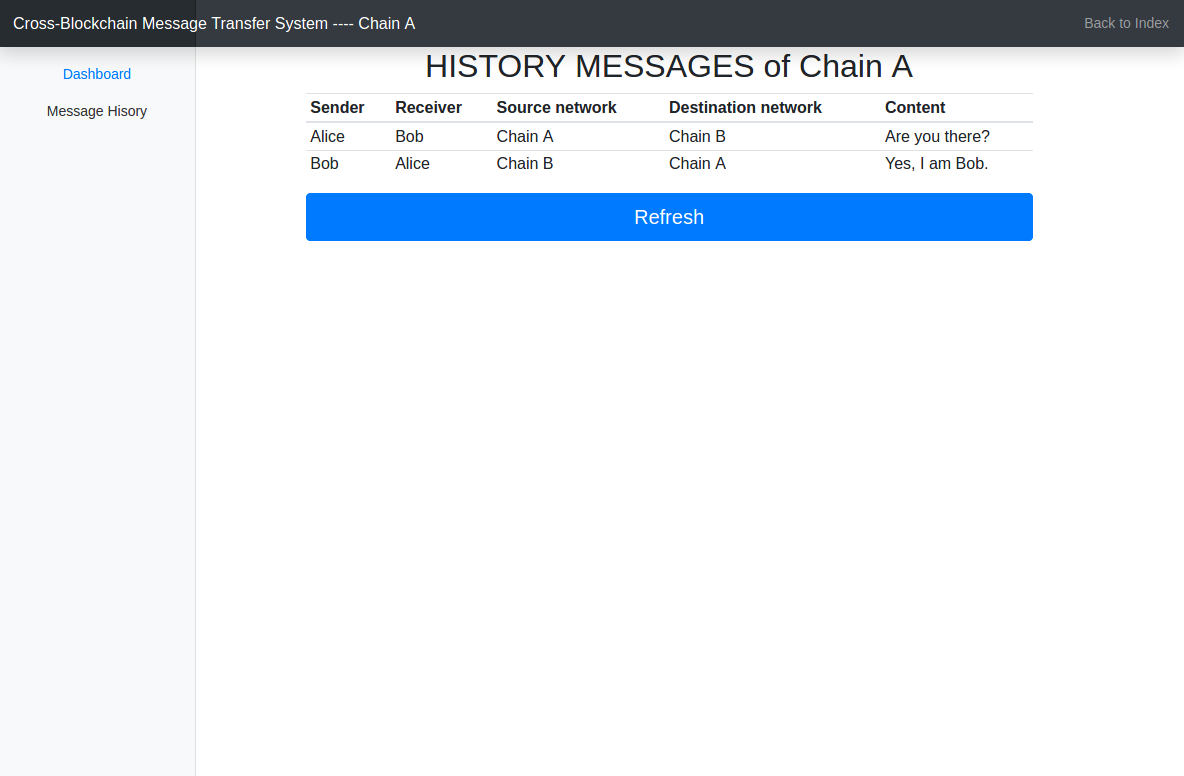 Cross-Blockchain Message Transfer System ---- Chain A
Back to Index
Dashboard
Message Hisory
HISTORY MESSAGES of Chain A
Sender Receiver Source network Destination network Content
Alice Bob Chain A Chain B Are you there?
Bob Alice Chain B Chain A Yes, I am Bob.
Refresh